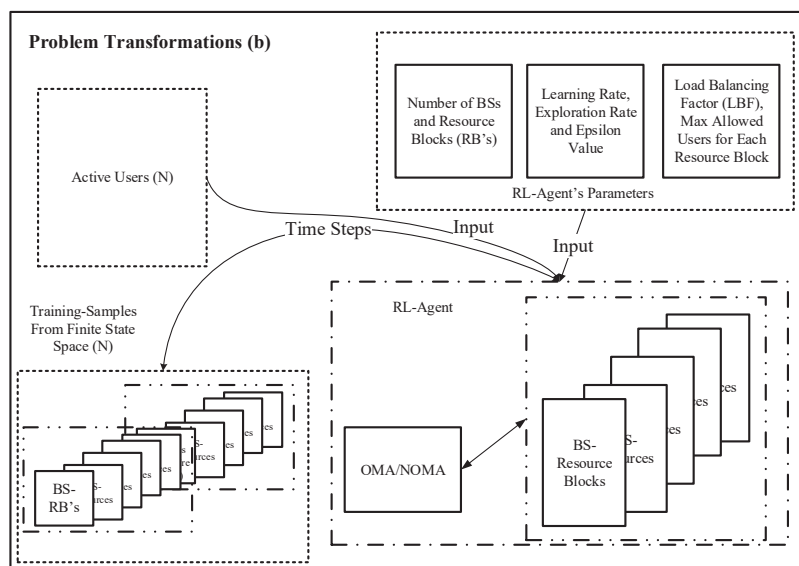 Problem Transformations (b)
Active Users (N)
Number of BSs
and Resource
Blocks (RB's)
Learning Rate,
Exploration Rate
and Epsilon
Value
Load Balancing
Factor (LBF),
Max Allowed
Users for Each
Resource Block
RL-Agent's Parameters
Input
Input
Time Steps
Training-Samples
From Finite State
Space (N)
RL-Agent
OMA/NOMA
BS-
Resource
Blocks
BS-
RB's